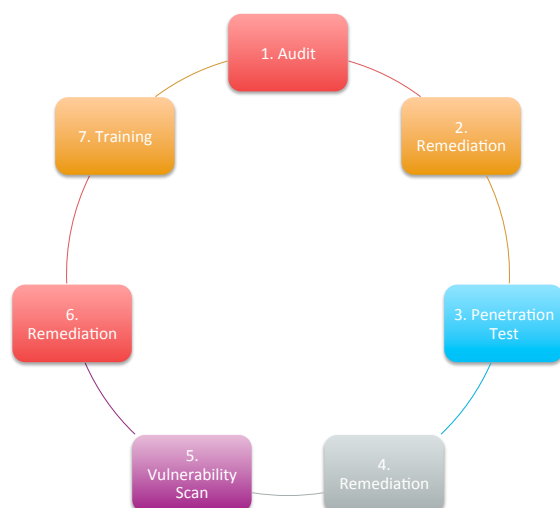 1. Audit
2.
Remediation
3. Penetration
Test
4.
Remediation
5.
Vulnerability
Scan
6.
Remediation
7. Training